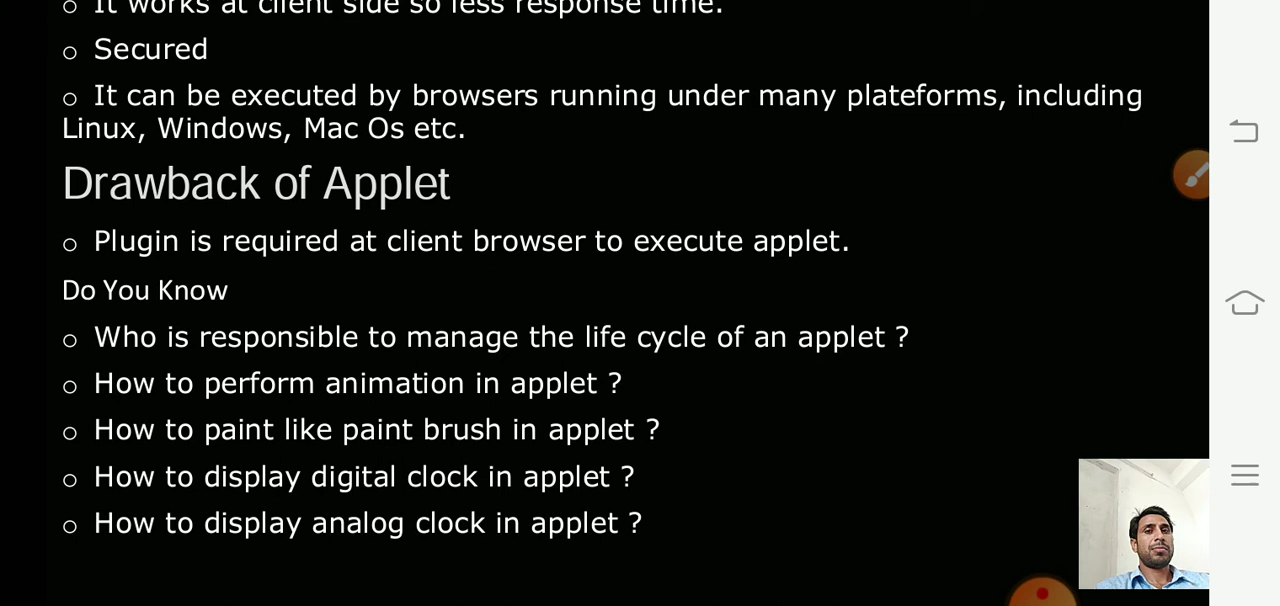 o It works at client side so less response time.
o Secured
o It can be executed by browsers running under many plateforms, including
Linux, Windows, Mac Os etc.
Drawback of Applet
o Plugin is required at client browser to execute applet.
Do You Know
o Who is responsible to manage the life cycle of an applet ?
o How to perform animation in applet ?
o How to paint like paint brush in applet ?
o How to display digital clock in applet ?
o How to display analog clock in applet ?